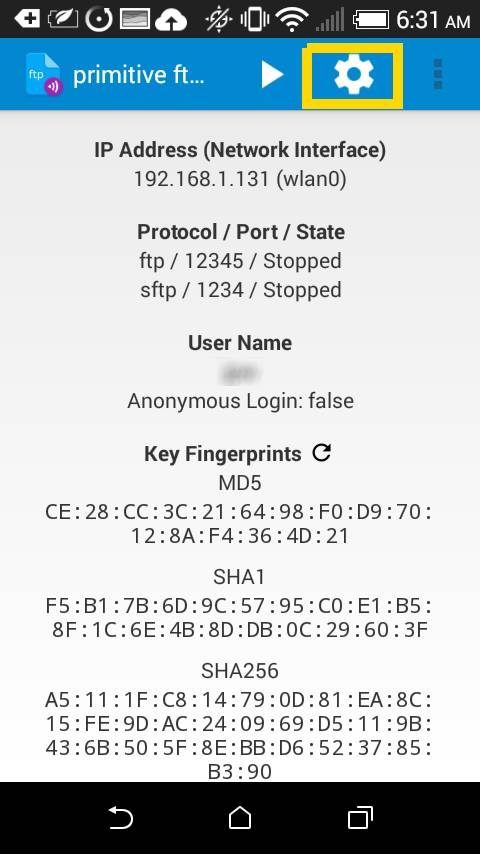 6:31 AM
ftp
primitive ft...
IP Address (Network Interface)
192.168.1.131 (wlan0)
Protocol / Port / State
ftp / 12345 / Stopped
sftp / 1234 / Stopped
User Name
Anonymous Login: false
Key Fingerprints
MD5
CE:28:CC:3C:21:64:98:F0:D9:70:
12:8A:F4:36:4D:21
SHA1
F5:B1:7B:6D:9C:57:95:C0:E1:B5:
8F:1C:6E:4B:8D:DB:0C:29:60:3F
SHA256
A5:11:1F:C8:14:79:0D:81:EA:8C:
15:FE:9D:AC:24:09:69:D5:11:9B:
43:6B:50:5F:8E:BB:D6:52:37:85:
B3:90